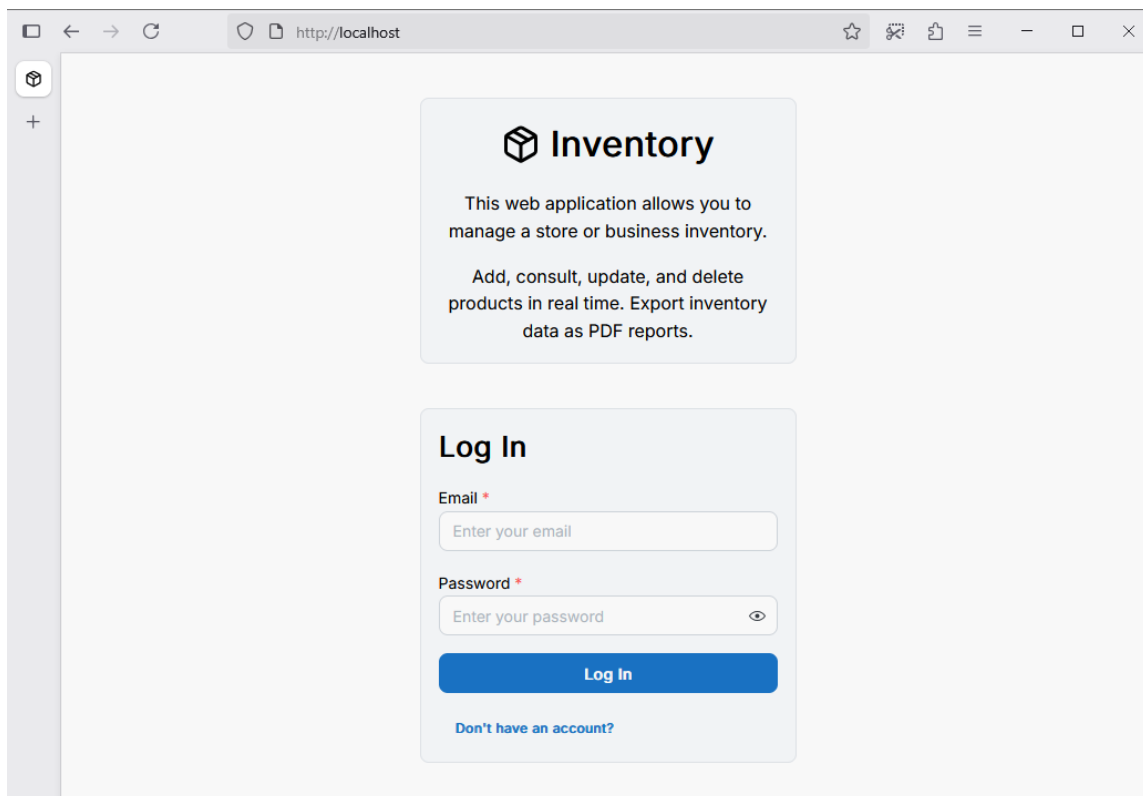 http://localhost
Inventory
This web application allows you to
manage a store or business inventory.
Add, consult, update, and delete
products in real time. Export inventory
data as PDF reports.
Log In
Email *
Enter your email
Password *
Enter your password
Log In
Don't have an account?